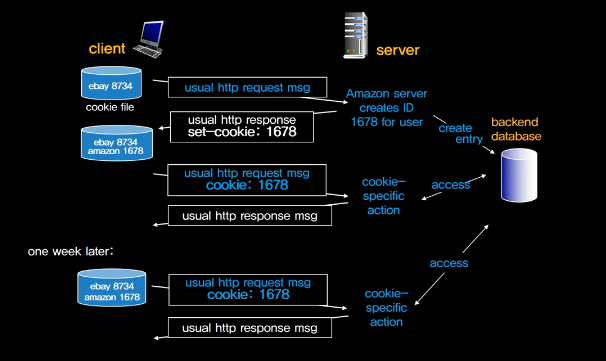 client
server
ebay 8734
cookie file
usual http request msg
Amazon server
creates ID
1678 for user
usual http response
set-cookie: 1678
create
entry
backend
database
ebay 8734
amazon 1678
usual http request msg
cookie: 1678
cookie-
specific
action
access
usual http response msg
one week later:
access
ebay 8734
amazon 1678
usual http request msg
cookie: 1678
cookie-
specific
action
usual http response msg